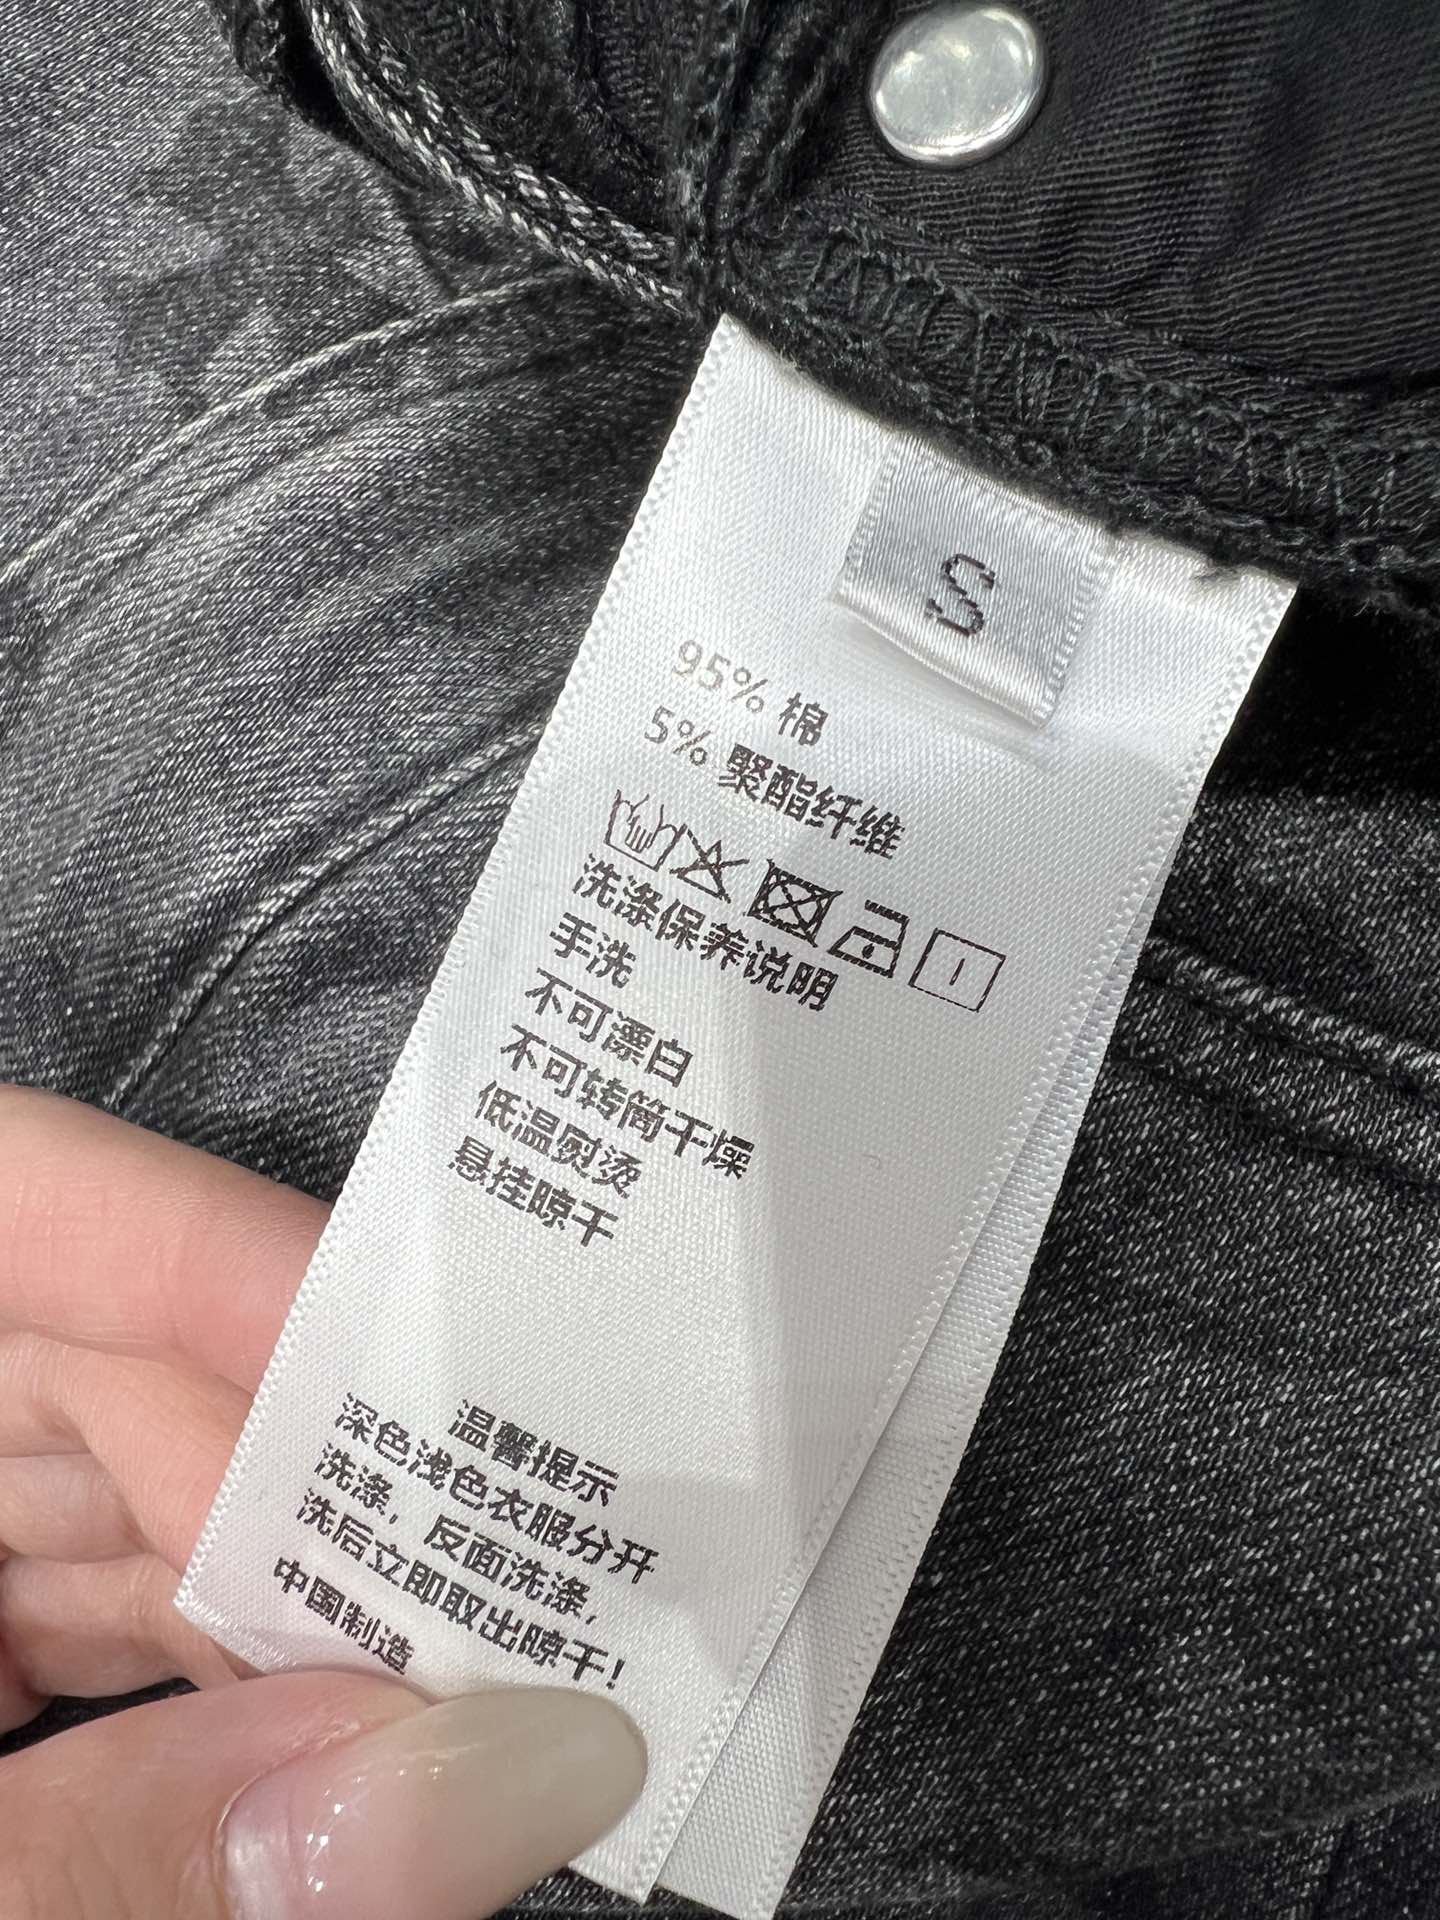 S
95% 棉
5% 聚酯纤维
洗涤保养说明
手洗
不可漂白
不可转筒干燥
低温熨烫
悬挂晾干
温馨提示
深色浅色衣服分开
洗涤，反面洗涤，
洗后立即取出晾干！
中国制造